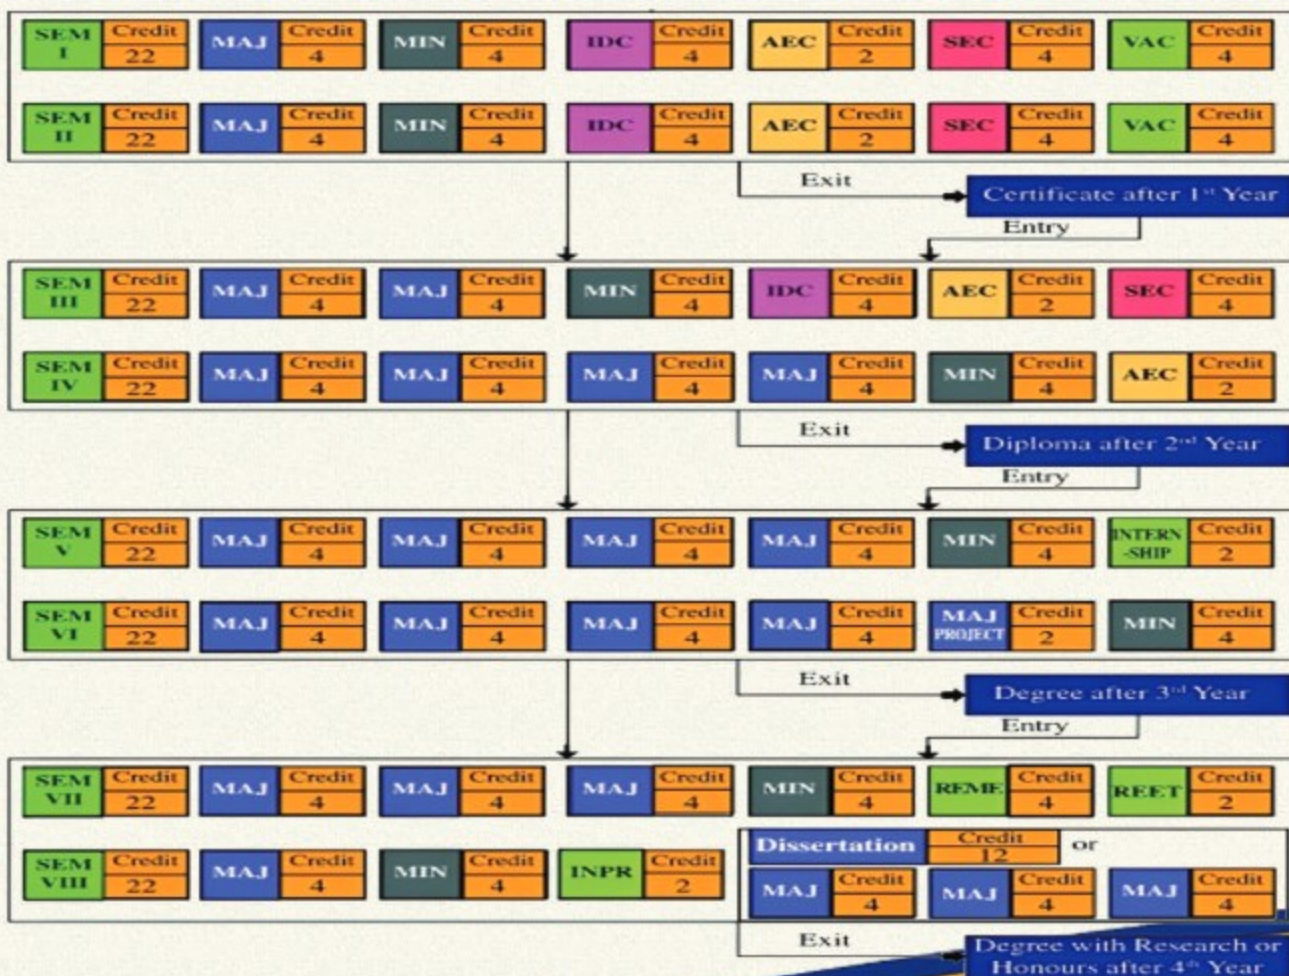 SEM I Credit 22 MAJ Credit 4 MIN Credit 4 IDC Credit 4 AEC Credit 2 SEC Credit 4 VAC Credit 4
SEM II Credit 22 MAJ Credit 4 MIN Credit 4 IDC Credit 4 AEC Credit 2 SEC Credit 4 VAC Credit 4
Exit
Certificate after 1st Year
Entry
SEM III Credit 22 MAJ Credit 4 MAJ Credit 4 MIN Credit 4 IDC Credit 4 AEC Credit 2 SEC Credit 4
SEM IV Credit 22 MAJ Credit 4 MAJ Credit 4 MAJ Credit 4 MAJ Credit 4 MIN Credit 4 AEC Credit 2
Exit
Diploma after 2nd Year
Entry
SEM V Credit 22 MAJ Credit 4 MAJ Credit 4 MAJ Credit 4 MAJ Credit 4 MIN Credit 4 INTERN-SHIP Credit 2
SEM VI Credit 22 MAJ Credit 4 MAJ Credit 4 MAJ Credit 4 MAJ Credit 4 MAJ PROJECT Credit 2 MIN Credit 4
Exit
Degree after 3rd Year
Entry
SEM VII Credit 22 MAJ Credit 4 MAJ Credit 4 MAJ Credit 4 MIN Credit 4 REME Credit 4 REET Credit 2
SEM VIII Credit 22 MAJ Credit 4 MIN Credit 4 INPR Credit 2
Dissertation Credit 12 or
MAJ Credit 4 MAJ Credit 4 MAJ Credit 4
Exit
Degree with Research or
Honours after 4th Year